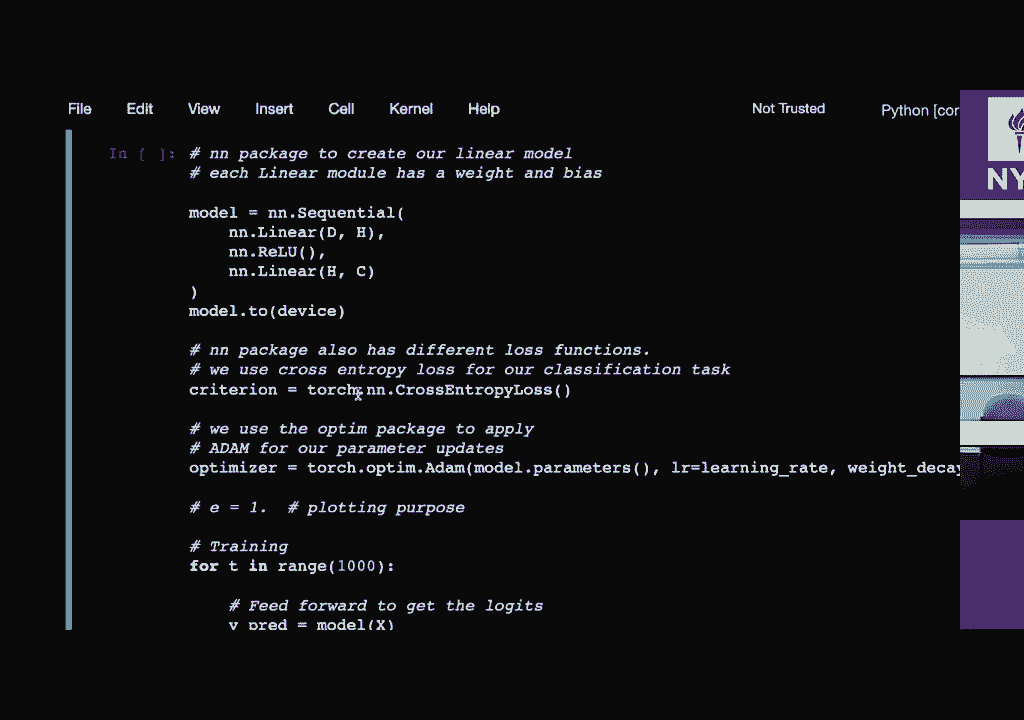 File Edit View Insert Cell Kernel Help Not Trusted Python [cor
NY
In [ ]: # nn package to create our linear model
# each Linear module has a weight and bias
model = nn.Sequential(
nn.Linear(D, H),
nn.ReLU(),
nn.Linear(H, C)
)
model.to(device)
# nn package also has different loss functions.
# we use cross entropy loss for our classification task
criterion = torch.nn.CrossEntropyLoss()
# we use the optim package to apply
# ADAM for our parameter updates
optimizer = torch.optim.Adam(model.parameters(), lr=learning_rate, weight_decay
# e = 1.  # plotting purpose
# Training
for t in range(1000):
# Feed forward to get the logits
y_pred = model(X)